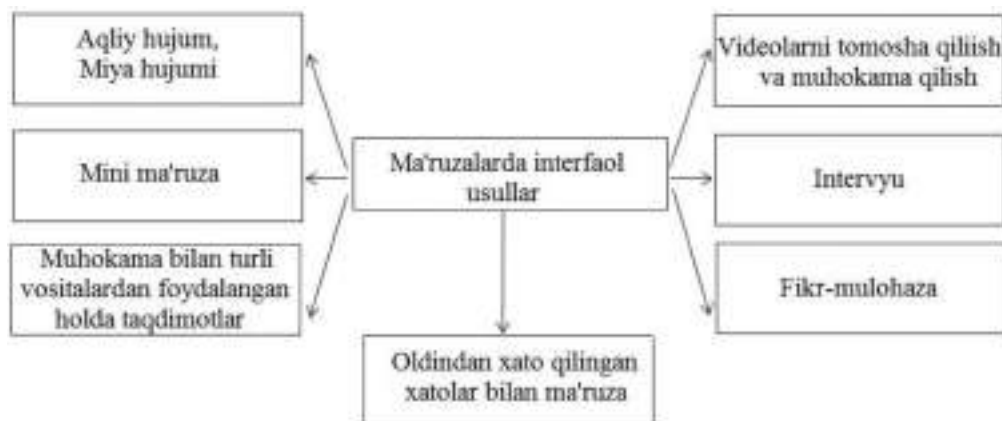 Aqliy hujum,
Miya hujumi
Mini ma'ruza
Muhokama bilan turli
vositalardan foydalangan
holda taqdimotlar
Ma'ruzalarda interfaol
usullar
Oldindan xato qilingan
xatolar bilan ma'ruza
Videolarni tomosha qiliish
va muhokama qilish
Intervyu
Fikr-mulohaza